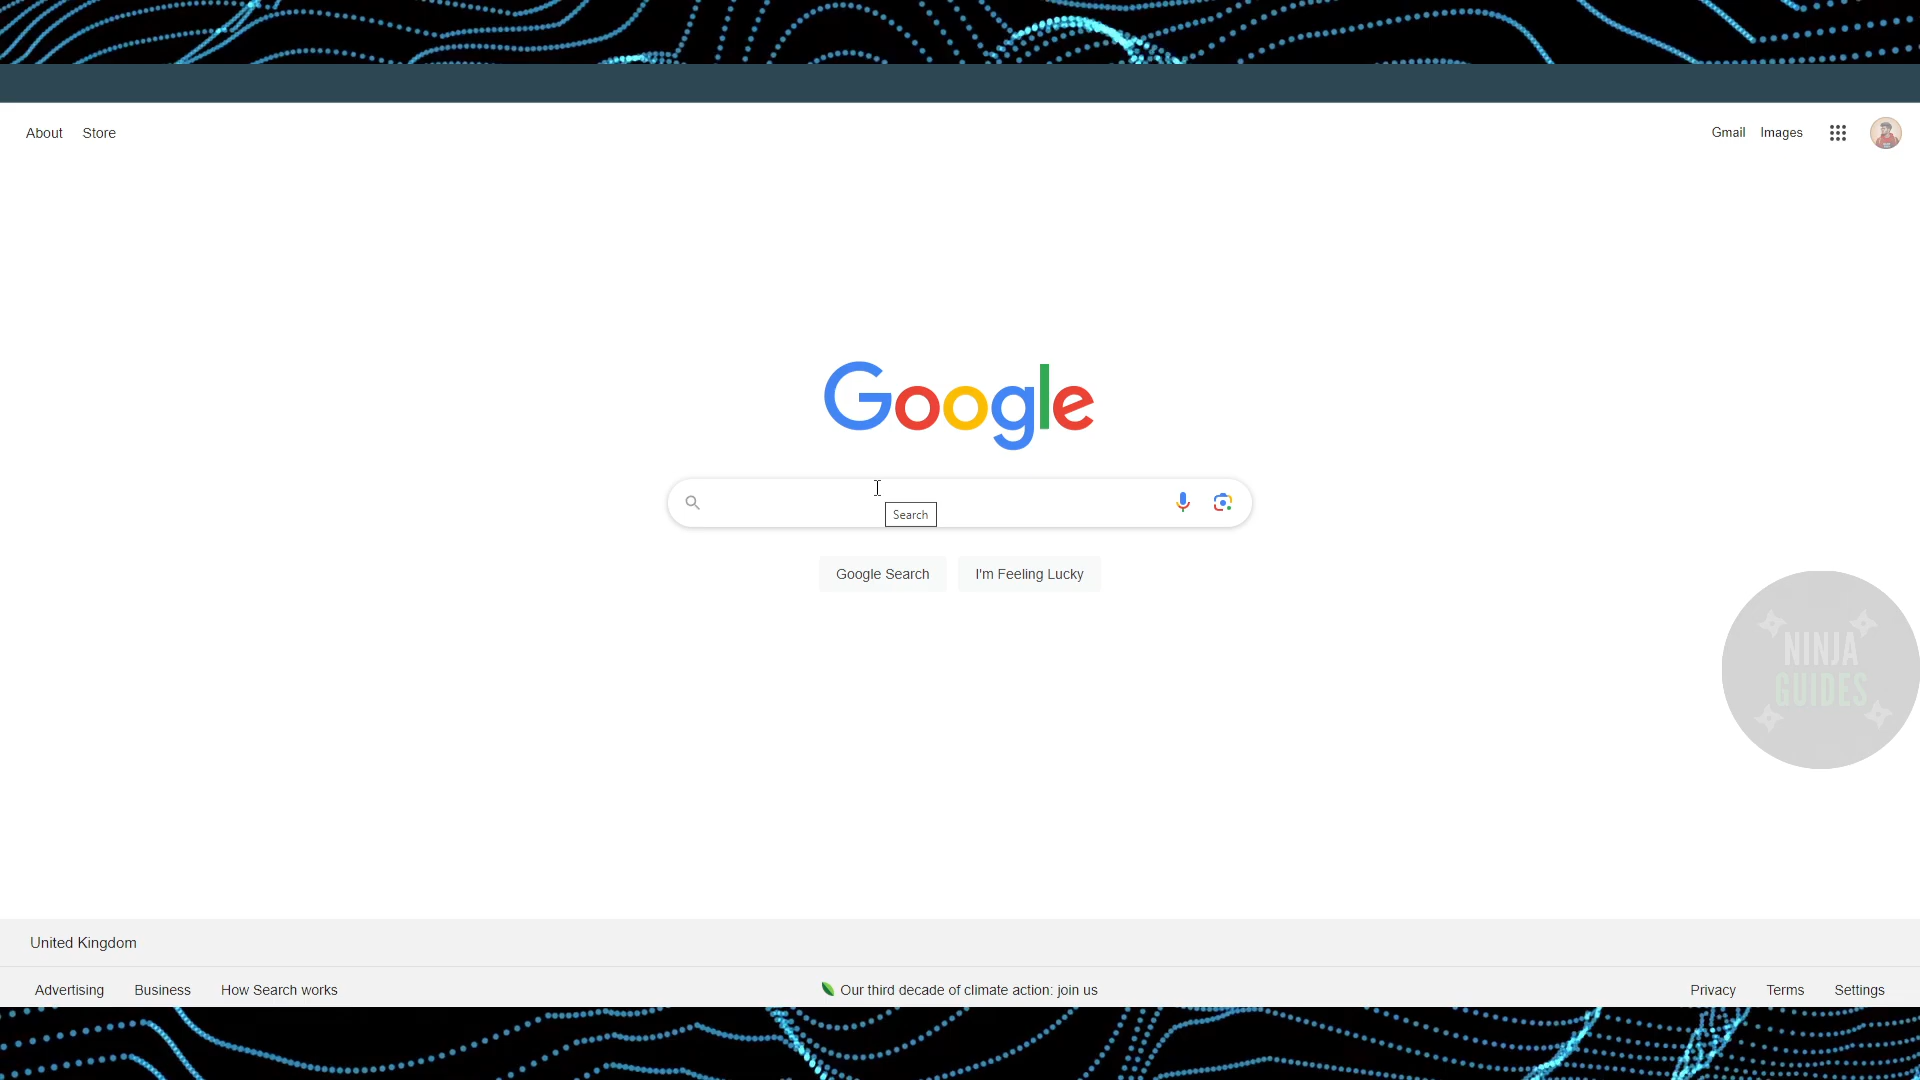 About Store
Gmail Images
Google
Search
Google Search I'm Feeling Lucky
NINJA
GUIDES
United Kingdom
Advertising Business How Search works
Our third decade of climate action: join us
Privacy Terms Settings